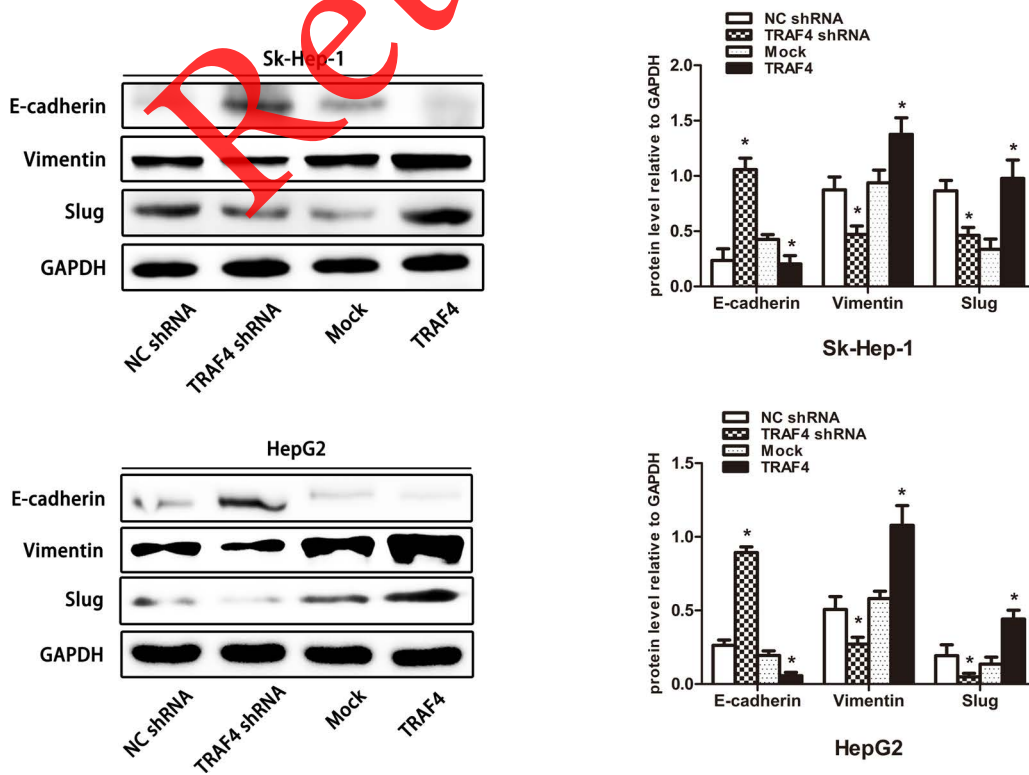 Sk-Hep-1
E-cadherin
Vimentin
Slug
GAPDH
NC shRNA
TRAF4 shRNA
Mock
TRAF4
NC shRNA
TRAF4 shRNA
Mock
TRAF4
protein level relative to GAPDH
2.0
1.5
1.0
0.5
0.0
* * * * * *
E-cadherin Vimentin Slug
Sk-Hep-1
HepG2
E-cadherin
Vimentin
Slug
GAPDH
NC shRNA
TRAF4 shRNA
Mock
TRAF4
NC shRNA
TRAF4 shRNA
Mock
TRAF4
protein level relative to GAPDH
1.5
1.0
0.5
0.0
* * * * * *
E-cadherin Vimentin Slug
HepG2